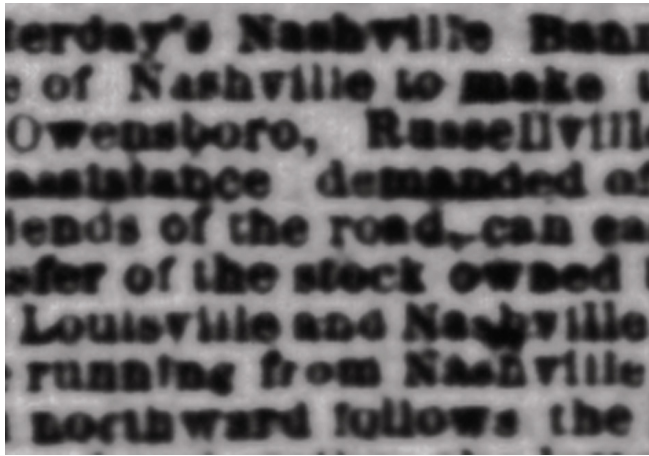 terday's Nashville Bann
e of Nashville to make
Owensboro, Russellville
assistance demanded of
iends of the road, can ea
sfer of the stock owned
Louisville and Nashville
running from Nashville
northward follows the